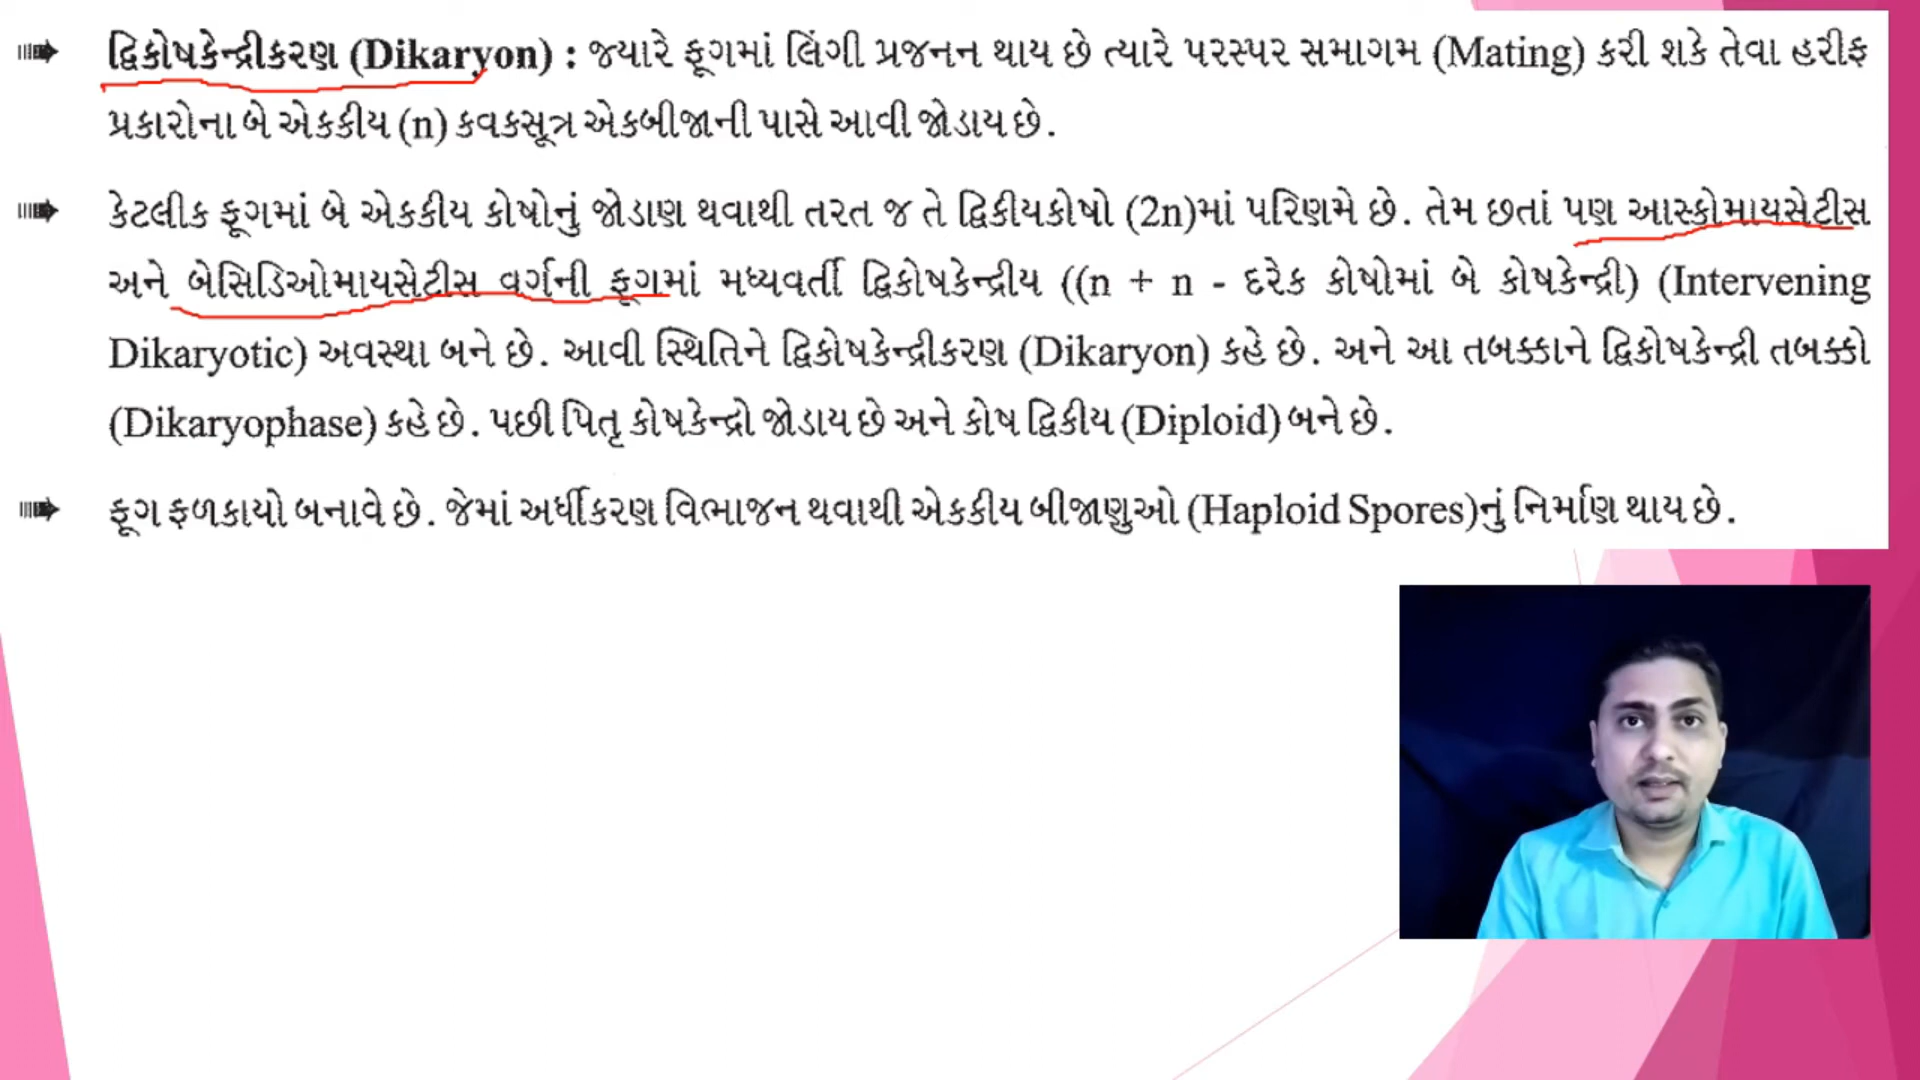 દ્વિકોષકેન્દ્રીકરણ (Dikaryon) : જ્યારે ફૂગમાં લિંગી પ્રજનન થાય છે ત્યારે પરસ્પર સમાગમ (Mating) કરી શકે તેવા હરીફ
પ્રકારોના બે એકકીય (n) કવકસૂત્ર એકબીજાની પાસે આવી જોડાય છે.
કેટલીક ફૂગમાં બે એકકીય કોષોનું જોડાણ થવાથી તરત જ તે દ્વિકીયકોષો (2n)માં પરિણમે છે. તેમ છતાં પણ આસ્કોમાયસેટીસ
અને બેસિડિઓમાયસેટીસ વર્ગની ફૂગમાં મધ્યવર્તી દ્વિકોષકેન્દ્રીય ((n + n - દરેક કોષોમાં બે કોષકેન્દ્રી) (Intervening
Dikaryotic) અવસ્થા બને છે. આવી સ્થિતિને દ્વિકોષકેન્દ્રીકરણ (Dikaryon) કહે છે. અને આ તબક્કાને દ્વિકોષકેન્દ્રી તબક્કો
(Dikaryophase) કહે છે. પછી પિતૃ કોષકેન્દ્રો જોડાય છે અને કોષ દ્વિકીય (Diploid) બને છે.
ફૂગ ફળકાયો બનાવે છે. જેમાં અર્ધીકરણ વિભાજન થવાથી એકકીય બીજાણુઓ (Haploid Spores)નું નિર્માણ થાય છે.